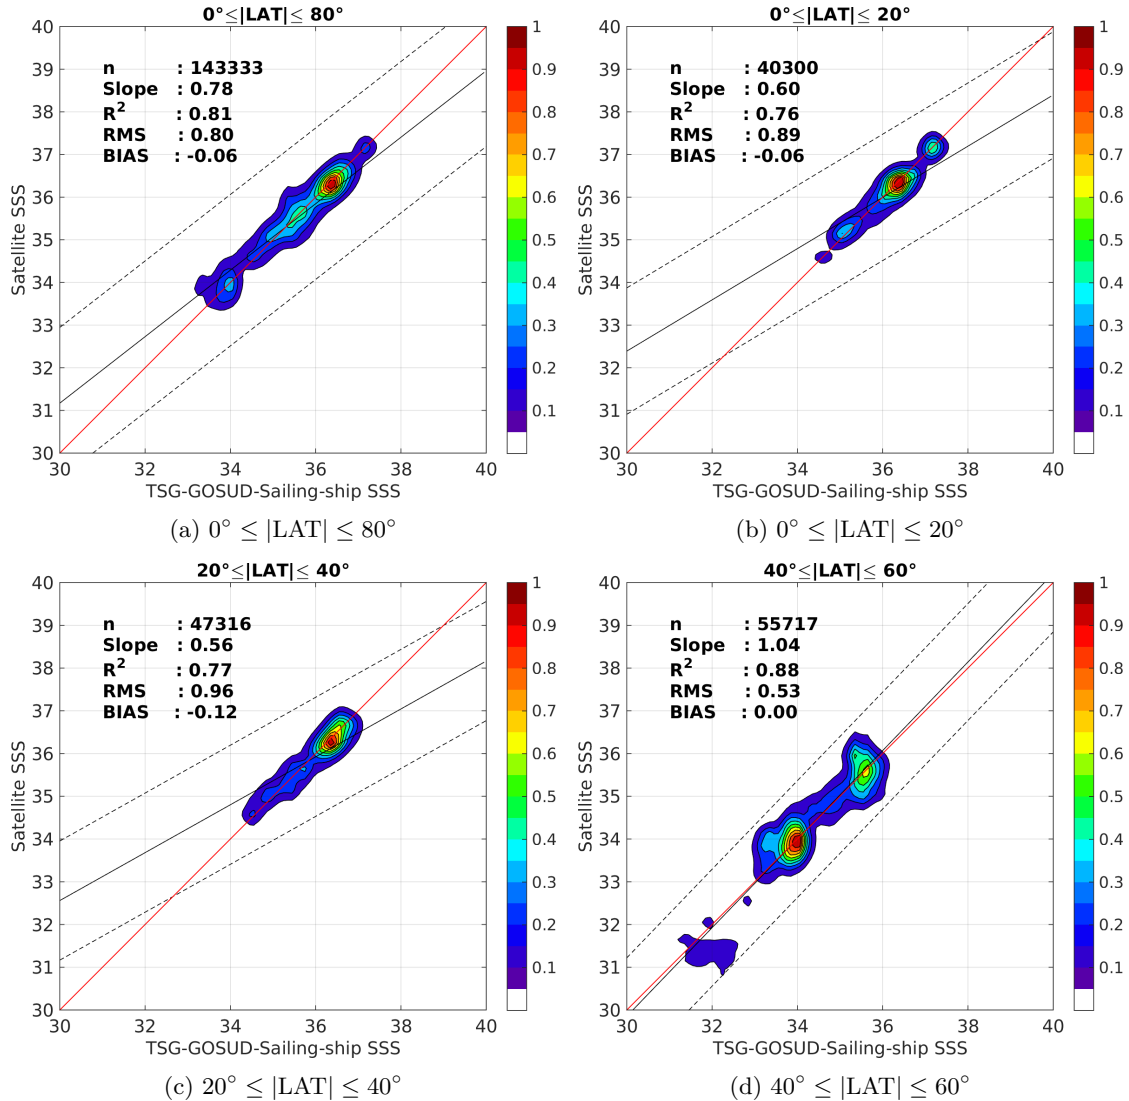 0°≤|LAT|≤ 80°
n : 143333
Slope : 0.78
R² : 0.81
RMS : 0.80
BIAS : -0.06
Satellite SSS
40
39
38
37
36
35
34
33
32
31
30
30 32 34 36 38 40
TSG-GOSUD-Sailing-ship SSS
1
0.9
0.8
0.7
0.6
0.5
0.4
0.3
0.2
0.1
(a) 0° ≤ |LAT| ≤ 80°
0°≤|LAT|≤ 20°
n : 40300
Slope : 0.60
R² : 0.76
RMS : 0.89
BIAS : -0.06
Satellite SSS
40
39
38
37
36
35
34
33
32
31
30
30 32 34 36 38 40
TSG-GOSUD-Sailing-ship SSS
1
0.9
0.8
0.7
0.6
0.5
0.4
0.3
0.2
0.1
(b) 0° ≤ |LAT| ≤ 20°
20°≤|LAT|≤ 40°
n : 47316
Slope : 0.56
R² : 0.77
RMS : 0.96
BIAS : -0.12
Satellite SSS
40
39
38
37
36
35
34
33
32
31
30
30 32 34 36 38 40
TSG-GOSUD-Sailing-ship SSS
1
0.9
0.8
0.7
0.6
0.5
0.4
0.3
0.2
0.1
(c) 20° ≤ |LAT| ≤ 40°
40°≤|LAT|≤ 60°
n : 55717
Slope : 1.04
R² : 0.88
RMS : 0.53
BIAS : 0.00
Satellite SSS
40
39
38
37
36
35
34
33
32
31
30
30 32 34 36 38 40
TSG-GOSUD-Sailing-ship SSS
1
0.9
0.8
0.7
0.6
0.5
0.4
0.3
0.2
0.1
(d) 40° ≤ |LAT| ≤ 60°